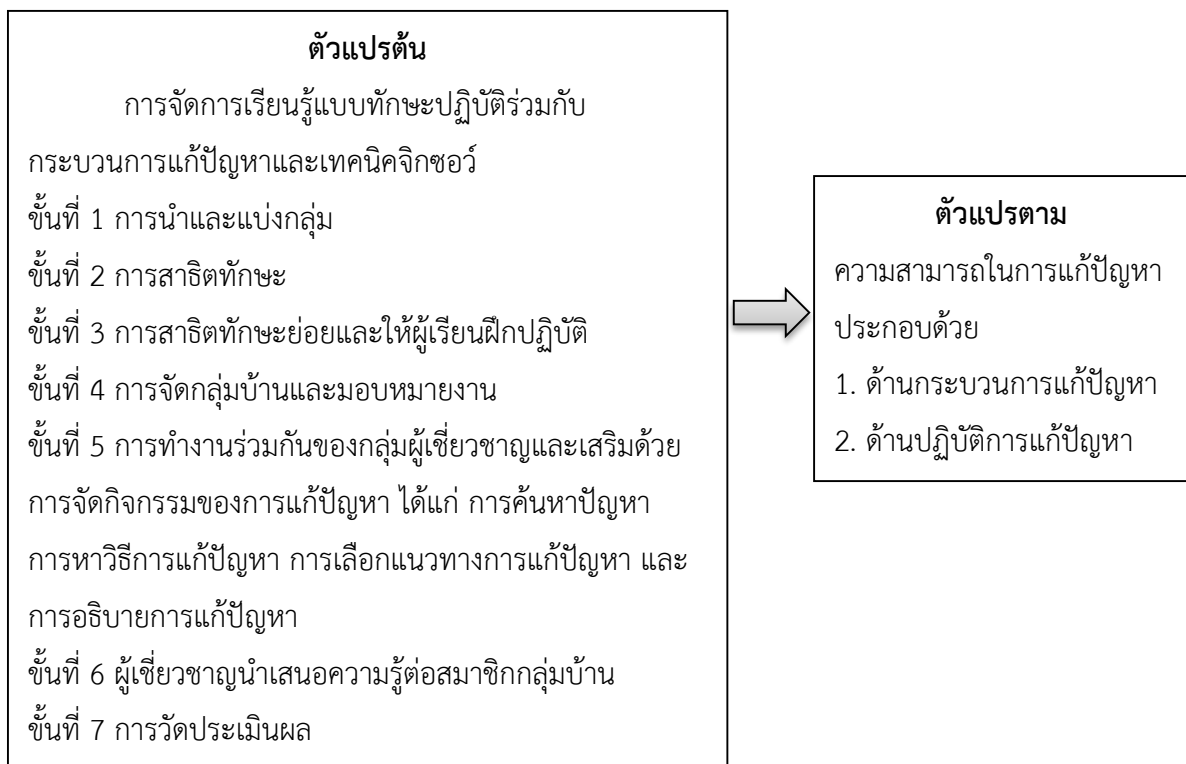 ตัวแปรต้น
การจัดการเรียนรู้แบบทักษะปฏิบัติร่วมกับ
กระบวนการแก้ปัญหาและเทคนิคจิกซอว์
ขั้นที่ 1 การนำและแบ่งกลุ่ม
ขั้นที่ 2 การสาธิตทักษะ
ขั้นที่ 3 การสาธิตทักษะย่อยและให้ผู้เรียนฝึกปฏิบัติ
ขั้นที่ 4 การจัดกลุ่มบ้านและมอบหมายงาน
ขั้นที่ 5 การทำงานร่วมกันของกลุ่มผู้เชี่ยวชาญและเสริมด้วย
การจัดกิจกรรมของการแก้ปัญหา ได้แก่ การค้นหาปัญหา
การหาวิธีการแก้ปัญหา การเลือกแนวทางการแก้ปัญหา และ
การอธิบายการแก้ปัญหา
ขั้นที่ 6 ผู้เชี่ยวชาญนำเสนอความรู้ต่อสมาชิกกลุ่มบ้าน
ขั้นที่ 7 การวัดประเมินผล
ตัวแปรตาม
ความสามารถในการแก้ปัญหา
ประกอบด้วย
1. ด้านกระบวนการแก้ปัญหา
2. ด้านปฏิบัติการแก้ปัญหา